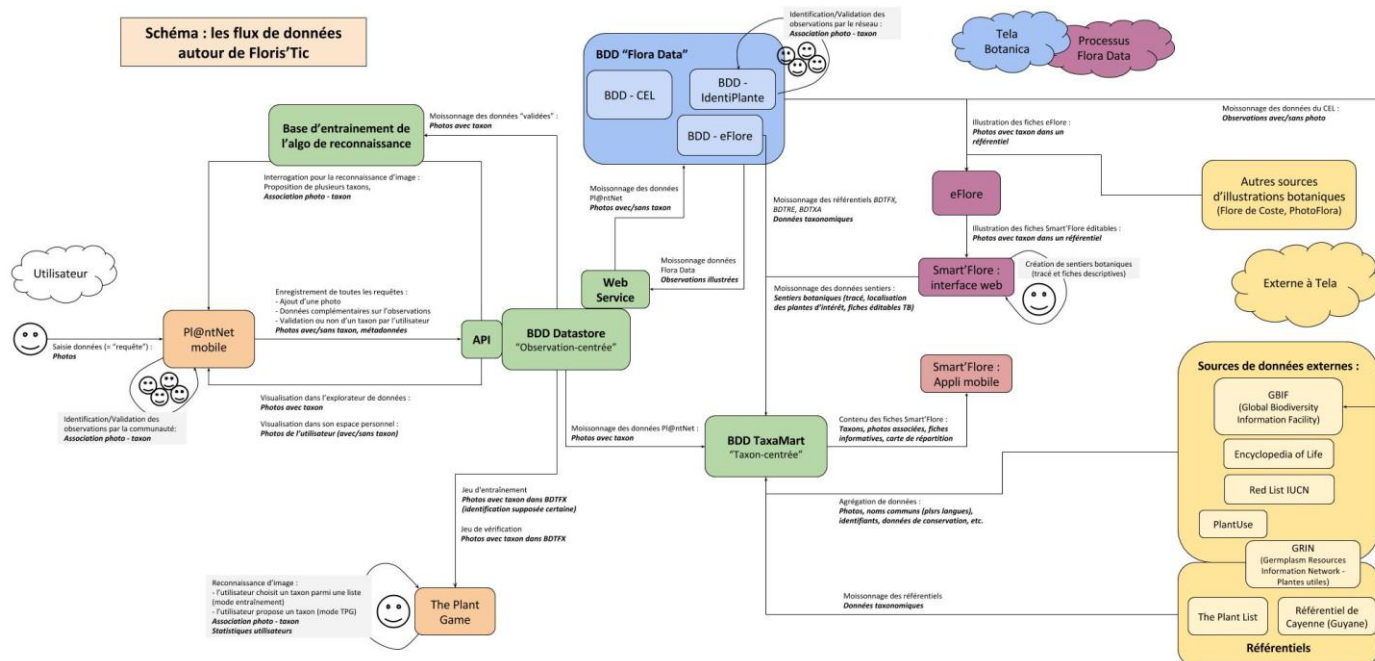 Schéma : les flux de données
autour de Floris'Tic
Identification/Validation des
observations par le réseau :
Association photo - taxon
Tela
Botanica
Processus
Flora Data
BDD "Flora Data"
BDD - CEL
BDD -
IdentiPlante
BDD - eFlore
Moissonnage des données "validées" :
Photos avec taxon
Base d'entrainement de
l'algo de reconnaissance
Illustration des fiches eFlore :
Photos avec taxon dans un
référentiel
Moissonnage des données du CEL :
Observations avec/sans photo
Interrogation pour la reconnaissance d'image :
Proposition de plusieurs taxons,
Association photo - taxon
Moissonnage des données
Pl@ntNet
Photos avec/sans taxon
Moissonnage des référentiels BDTFX,
BDTRE, BDTXA
Données taxonomiques
eFlore
Autres sources
d'illustrations botaniques
(Flore de Coste, PhotoFlora)
Illustration des fiches Smart'Flore éditables :
Photos avec taxon dans un référentiel
Utilisateur
Moissonnage données
Flora Data
Observations illustrées
Web
Service
Smart'Flore :
interface web
Création de sentiers botaniques
(tracé et fiches descriptives)
Externe à Tela
Enregistrement de toutes les requêtes :
- Ajout d'une photo
- Données complémentaires sur l'observations
- Validation ou non d'un taxon par l'utilisateur
Photos avec/sans taxon, métadonnées
Moissonnage des données sentiers :
Sentiers botaniques (tracé, localisation
des plantes d'intérêt, fiches éditables TB)
Saisie données (= "requête") :
Photos
Pl@ntNet
mobile
API
BDD Datastore
"Observation-centrée"
Smart'Flore :
Appli mobile
Sources de données externes :
GBIF
(Global Biodiversity
Information Facility)
Encyclopedia of Life
Red List IUCN
PlantUse
GRIN
(Germplasm Resources
Information Network -
Plantes utiles)
Identification/Validation des
observations par la communauté:
Association photo - taxon
Visualisation dans l'explorateur de données :
Photos avec taxon
Visualisation dans son espace personnel :
Photos de l'utilisateur (avec/sans taxon)
Moissonnage des données Pl@ntNet :
Photos avec taxon
BDD TaxaMart
"Taxon-centrée"
Contenu des fiches Smart'Flore :
Taxons, photos associées, fiches
informatives, carte de répartition
Jeu d'entraînement
Photos avec taxon dans BDTFX
(identification supposée certaine)
Jeu de vérification
Photos avec taxon dans BDTFX
Agrégation de données :
Photos, noms communs (plsrs langues),
identifiants, données de conservation, etc.
Reconnaissance d'image :
- l'utilisateur choisit un taxon parmi une liste
(mode entraînement)
- l'utilisateur propose un taxon (mode TPG)
Association photo - taxon
Statistiques utilisateurs
The Plant
Game
Moissonnage des référentiels
Données taxonomiques
The Plant List
Référentiel de
Cayenne (Guyane)
Référentiels